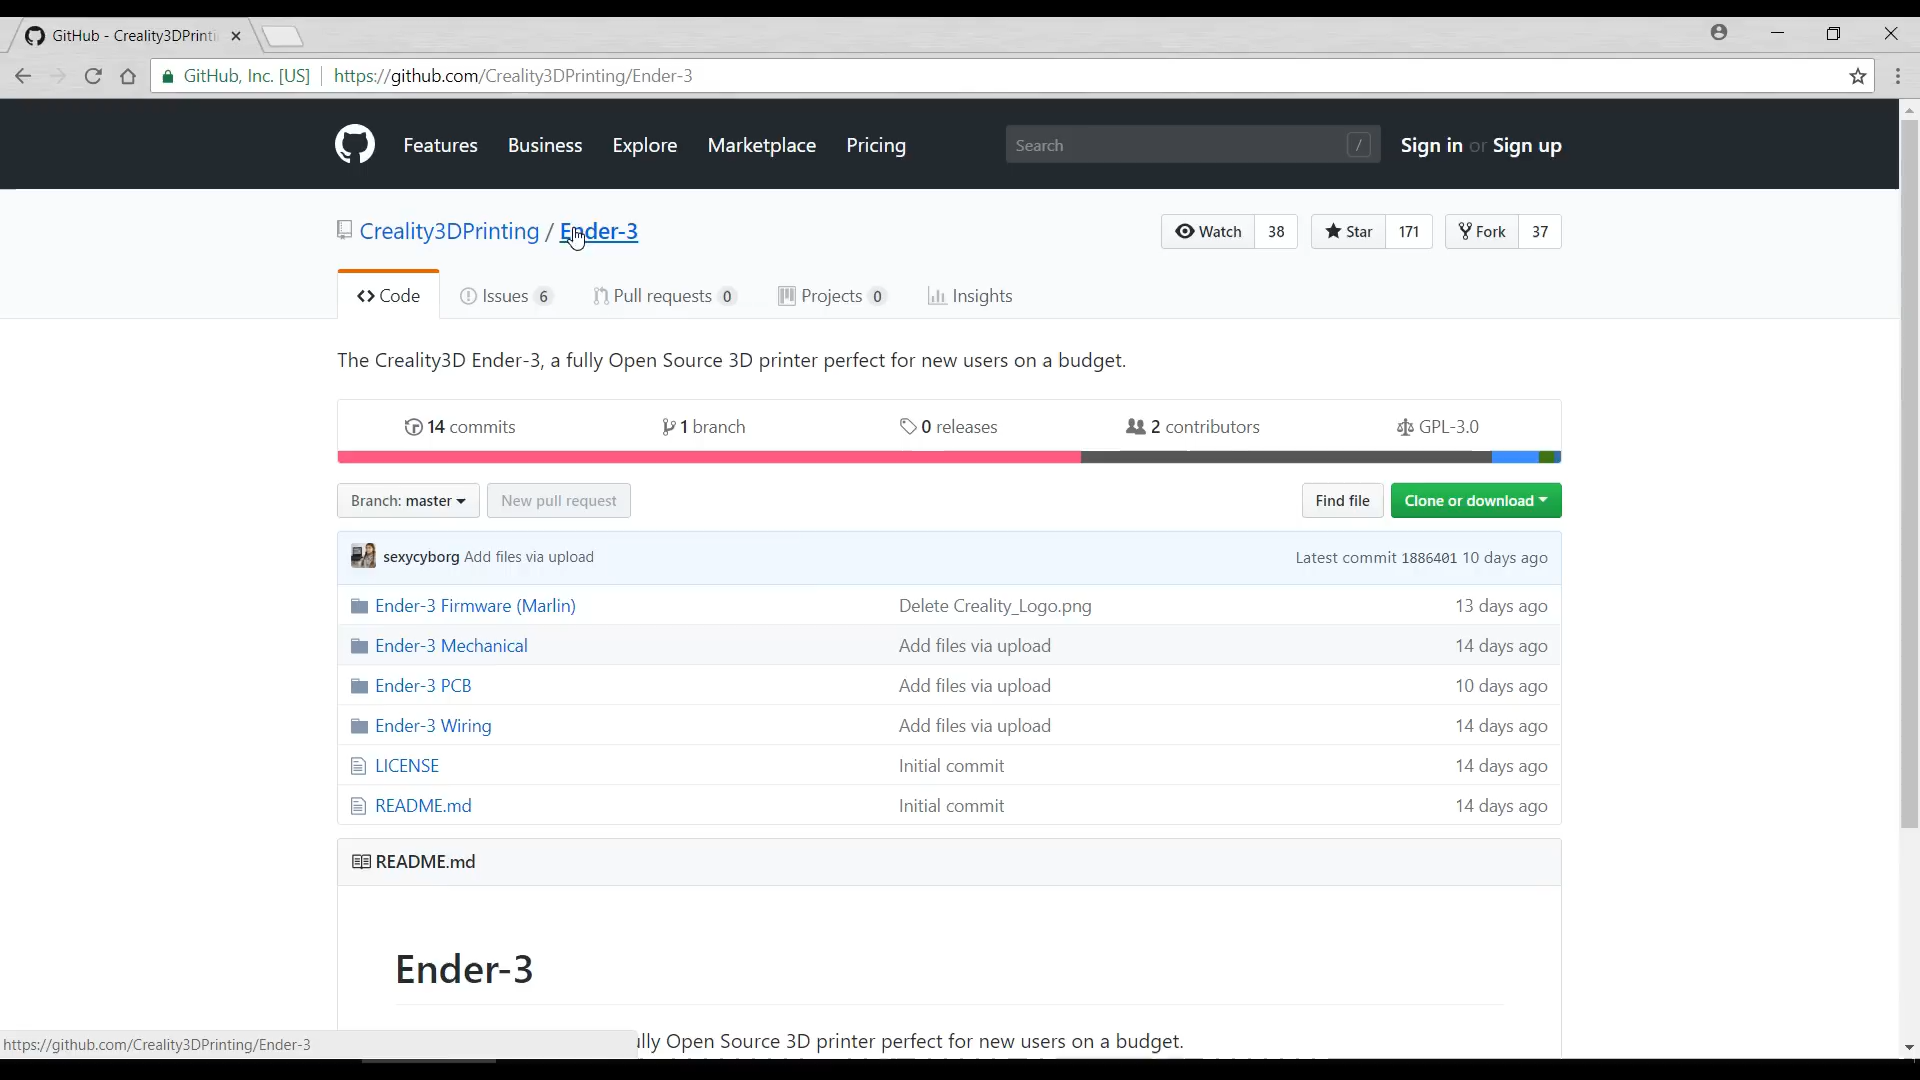 GitHub - Creality3DPrinti
GitHub, Inc. [US] https://github.com/Creality3DPrinting/Ender-3
Features Business Explore Marketplace Pricing Search / Sign in or Sign up
Creality3DPrinting / Ender-3 Watch 38 Star 171 Fork 37
Code Issues 6 Pull requests 0 Projects 0 Insights
The Creality3D Ender-3, a fully Open Source 3D printer perfect for new users on a budget.
14 commits 1 branch 0 releases 2 contributors GPL-3.0
Branch: master New pull request Find file Clone or download
sexycyborg Add files via upload Latest commit 1886401 10 days ago
Ender-3 Firmware (Marlin) Delete Creality_Logo.png 13 days ago
Ender-3 Mechanical Add files via upload 14 days ago
Ender-3 PCB Add files via upload 10 days ago
Ender-3 Wiring Add files via upload 14 days ago
LICENSE Initial commit 14 days ago
README.md Initial commit 14 days ago
README.md
Ender-3
lly Open Source 3D printer perfect for new users on a budget.
https://github.com/Creality3DPrinting/Ender-3